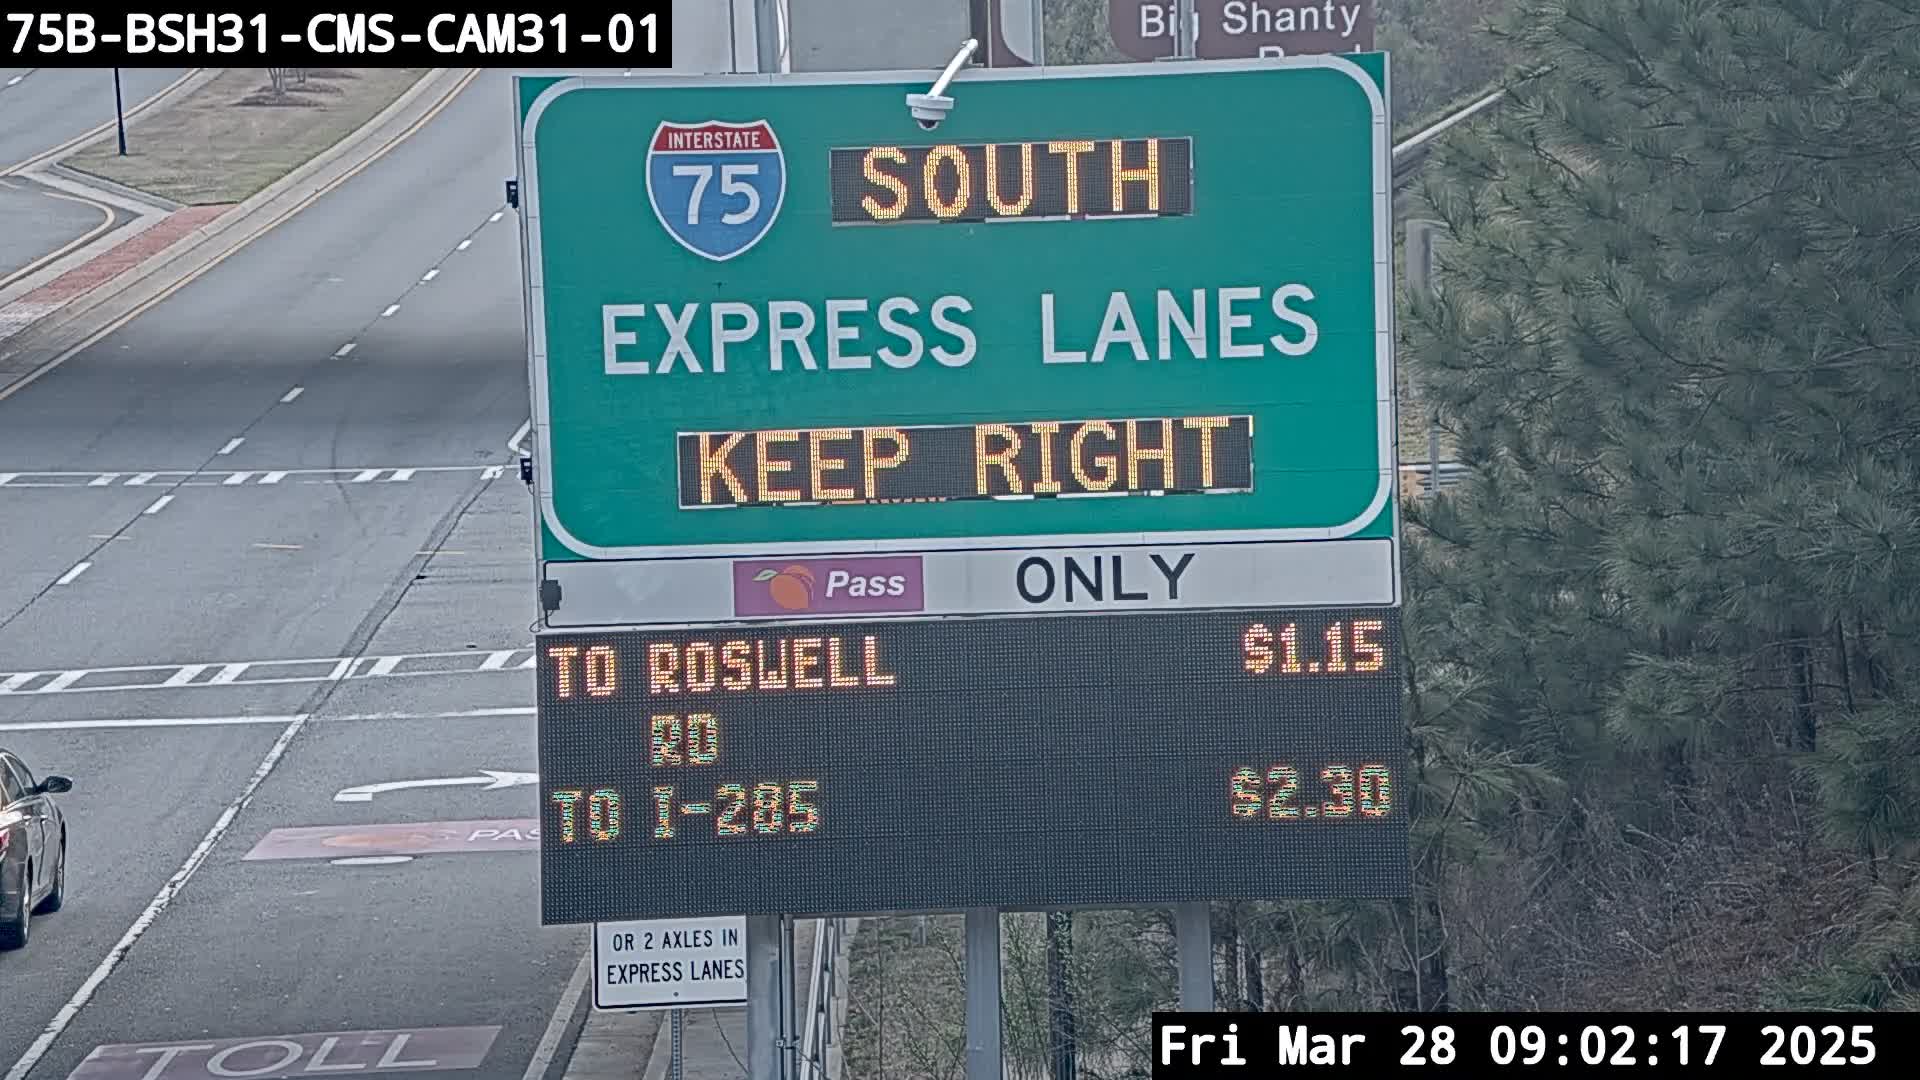 75B-BSH31-CMS-CAM31-01
Big Shanty
INTERSTATE
75
SOUTH
EXPRESS LANES
KEEP RIGHT
Pass
ONLY
TO ROSWELL $1.15
RD
TO I-285 $2.30
PAS
OR 2 AXLES IN
EXPRESS LANES
TOLL
Fri Mar 28 09:02:17 2025